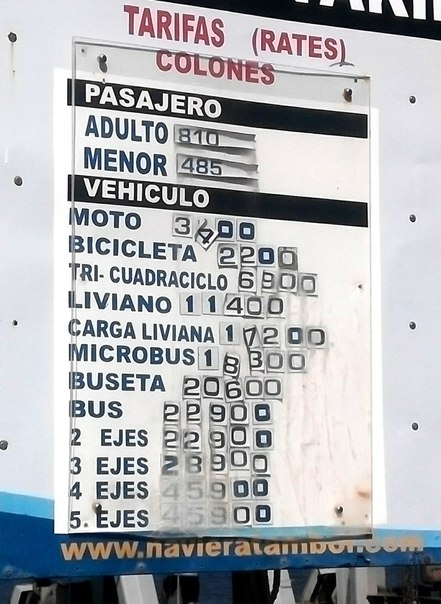 TARIFAS (RATES)
COLONES
PASAJERO
ADULTO 810
MENOR 485
VEHICULO
MOTO 3400
BICICLETA 2200
TRI- CUADRACICLO 6900
LIVIANO 11400
CARGA LIVIANA 17200
MICROBUS 18300
BUSETA 20600
BUS 22900
2 EJES 22900
3 EJES 28900
4 EJES 45900
5. EJES 45900
www.navieratambor.com